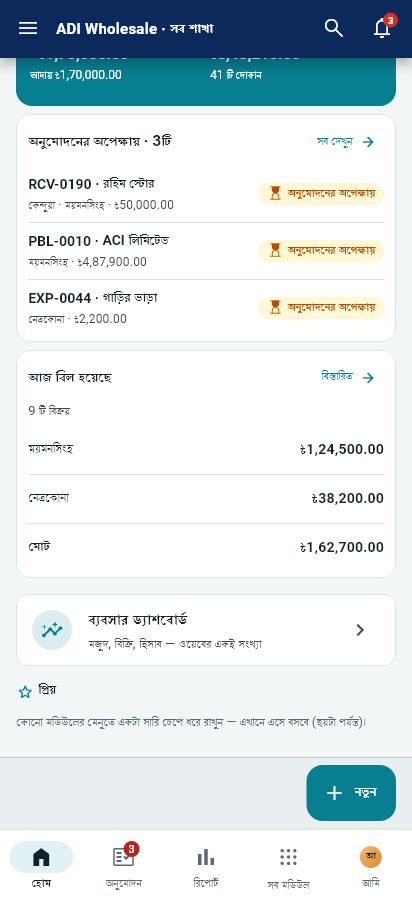 ADI Wholesale · সব শাখা
3
আদায় ৳1,70,000.00
41 টি দোকান
অনুমোদনের অপেক্ষায় · 3টি
সব দেখুন
RCV-0190 · রহিম স্টোর
কেন্দুয়া · ময়মনসিংহ · ৳50,000.00
অনুমোদনের অপেক্ষায়
PBL-0010 · ACI লিমিটেড
ময়মনসিংহ · ৳4,87,900.00
অনুমোদনের অপেক্ষায়
EXP-0044 · গাড়ির ভাড়া
নেত্রকোনা · ৳2,200.00
অনুমোদনের অপেক্ষায়
আজ বিল হয়েছে
বিস্তারিত
9 টি বিক্রয়
ময়মনসিংহ
৳1,24,500.00
নেত্রকোনা
৳38,200.00
মোট
৳1,62,700.00
ব্যবসার ড্যাশবোর্ড
মজুদ, বিক্রি, হিসাব — ওয়েবের একই সংখ্যা
প্রিয়
কোনো মডিউলের মেনুতে একটা সারি চেপে ধরে রাখুন — এখানে এসে বসবে (ছয়টা পর্যন্ত)।
নতুন
3
হোম
অনুমোদন
রিপোর্ট
সব মডিউল
আ
আমি